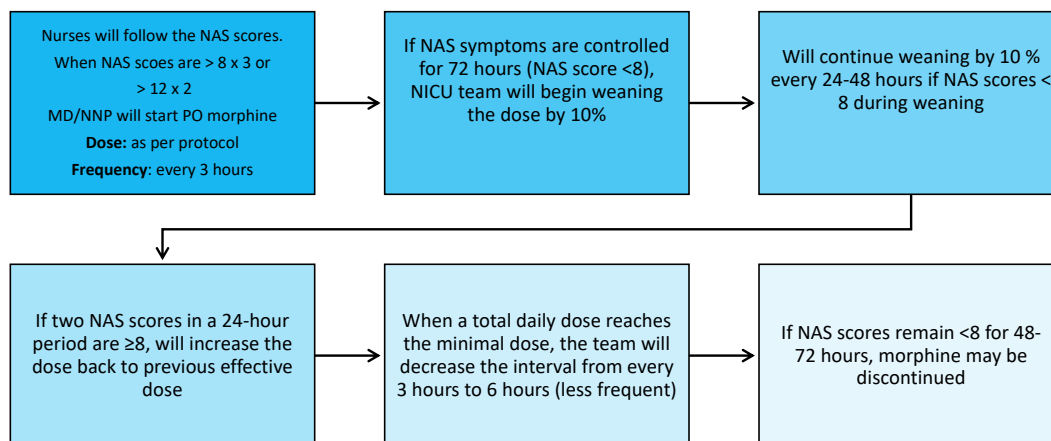 Nurses will follow the NAS scores.
When NAS scoes are > 8 x 3 or
> 12 x 2
MD/NNP will start PO morphine
Dose: as per protocol
Frequency: every 3 hours
If NAS symptoms are controlled
for 72 hours (NAS score <8),
NICU team will begin weaning
the dose by 10%
Will continue weaning by 10 %
every 24-48 hours if NAS scores <
8 during weaning
If two NAS scores in a 24-hour
period are ≥8, will increase the
dose back to previous effective
dose
When a total daily dose reaches
the minimal dose, the team will
decrease the interval from every
3 hours to 6 hours (less frequent)
If NAS scores remain <8 for 48-
72 hours, morphine may be
discontinued